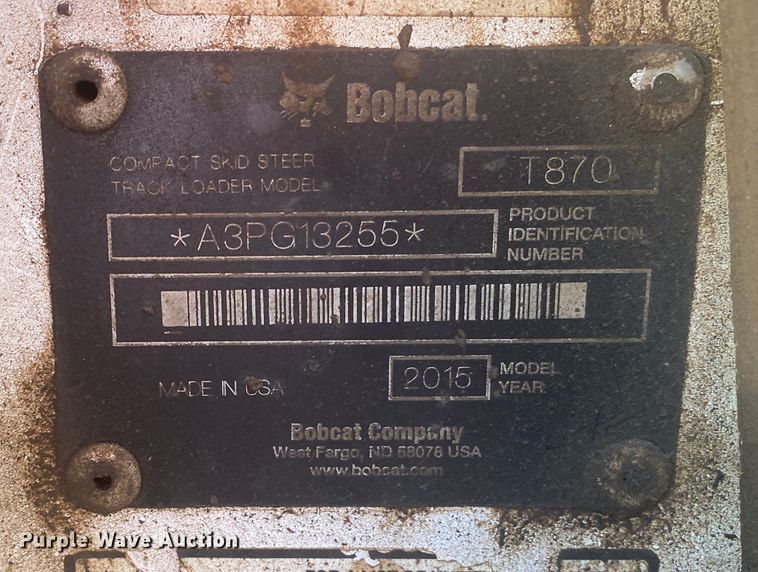 Bobcat.
COMPACT SKID STEER
TRACK LOADER MODEL
T870
*A3PG13255*
PRODUCT
IDENTIFICATION
NUMBER
MADE IN USA
2015
MODEL
YEAR
Bobcat Company
West Fargo, ND 58078 USA
www.bobcat.com
Purple Wave Auction